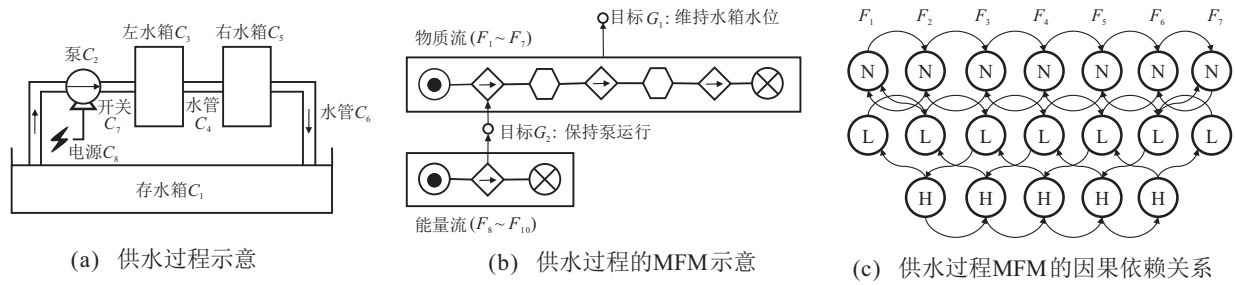 左水箱C₃
右水箱C₅
泵C₂
开关
C₇
水管
C₄
水管C₆
电源C₈
存水箱C₁
(a) 供水过程示意
目标G₁: 维持水箱水位
物质流(F₁~F₇)
目标G₂: 保持泵运行
能量流(F₈~F₁₀)
(b) 供水过程的MFM示意
F₁ F₂ F₃ F₄ F₅ F₆ F₇
N N N N N N N
L L L L L L L
H H H H H
(c) 供水过程MFM的因果依赖关系